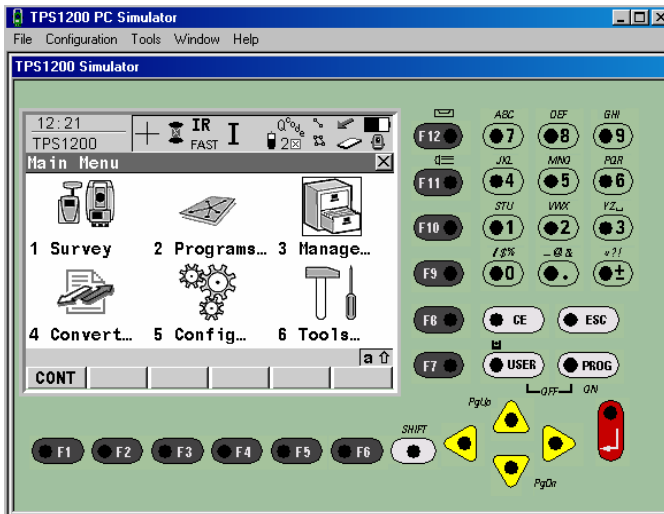 TPS1200 PC Simulator
File Configuration Tools Window Help
TPS1200 Simulator
12:21
TPS1200
IR
FAST
I
Qcode
2
Main Menu
1 Survey 2 Programs… 3 Manage…
4 Convert… 5 Config… 6 Tools…
a
CONT
F12 ABC 7 DEF 8 GHI 9
F11 JKL 4 MNO 5 PQR 6
F10 STU 1 VWX 2 YZ 3
F9 /$% 0 _@& . *?! ±
F8 CE ESC
F7 USER PROG
OFF ON
PgUp
SHIFT
F1 F2 F3 F4 F5 F6
PgDn